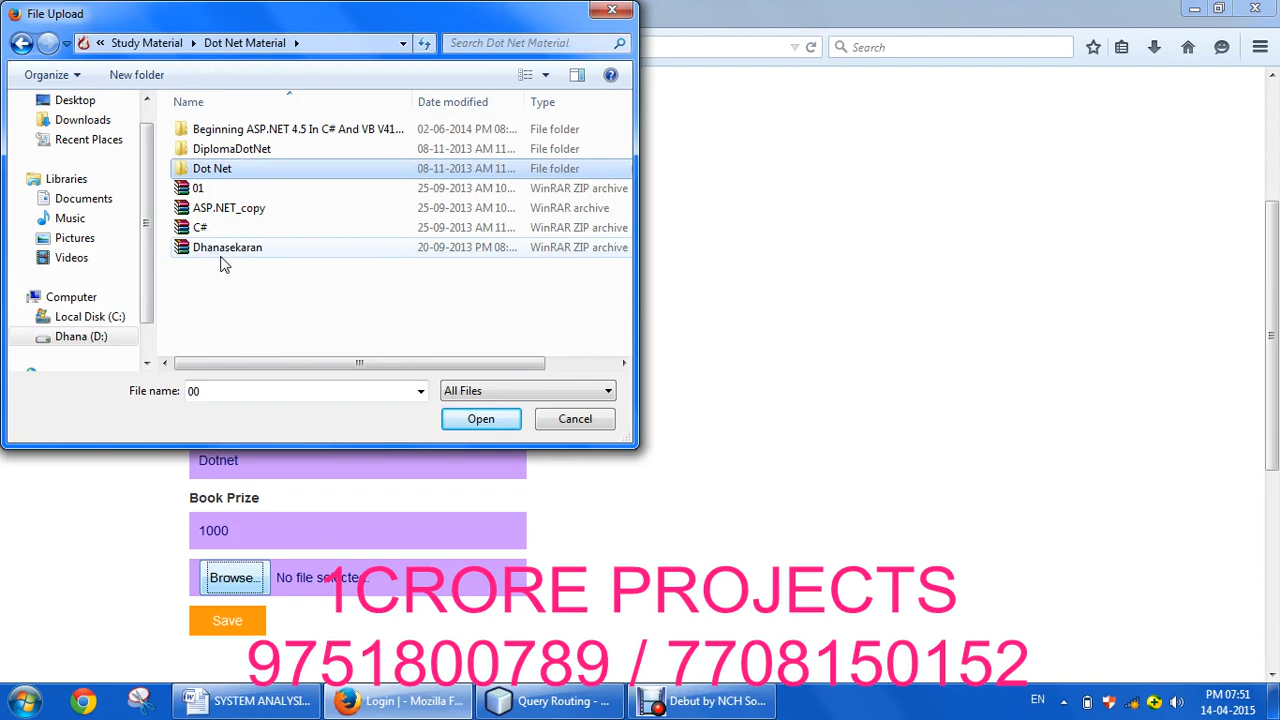 File Upload
« Study Material Dot Net Material Search Dot Net Material
Search
Organize New folder
Name Date modified Type
Desktop
Downloads
Recent Places
Libraries
Documents
Music
Pictures
Videos
Computer
Local Disk (C:)
Dhana (D:)
Beginning ASP.NET 4.5 In C# And VB V41... 02-06-2014 PM 08:... File folder
DiplomaDotNet 08-11-2013 AM 11... File folder
Dot Net 08-11-2013 AM 11... File folder
01 25-09-2013 AM 10... WinRAR ZIP archive
ASP.NET_copy 25-09-2013 AM 10... WinRAR archive
C# 25-09-2013 AM 11... WinRAR ZIP archive
Dhanasekaran 20-09-2013 PM 08:... WinRAR ZIP archive
File name: 00 All Files
Open Cancel
Dotnet
Book Prize
1000
Browse... No file selected.
Save
1CRORE PROJECTS
9751800789 / 7708150152
SYSTEM ANALYSI... Login | - Mozilla F... Query Routing - ... Debut by NCH So... EN PM 07:51
14-04-2015